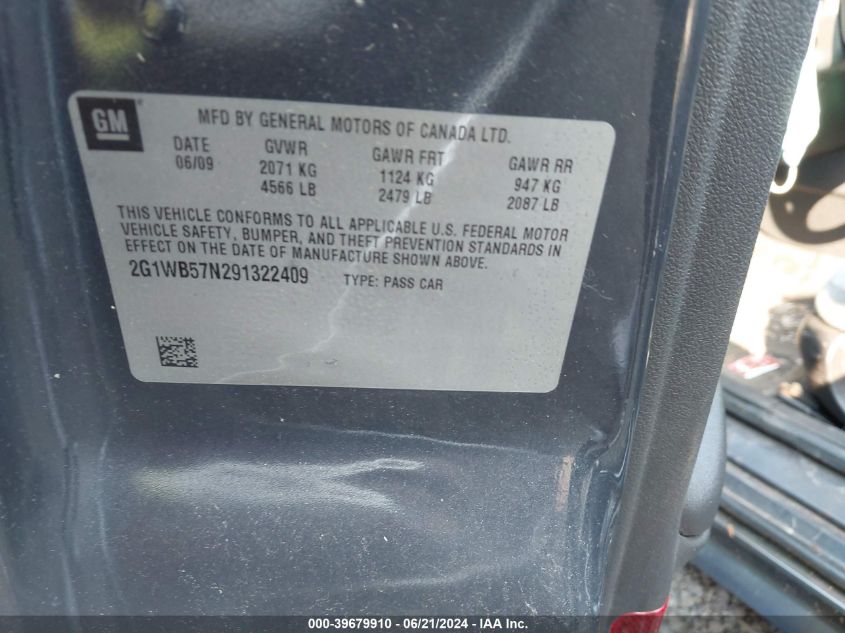 GM
MFD BY GENERAL MOTORS OF CANADA LTD.
DATE GVWR GAWR FRT GAWR RR
06/09 2071 KG 1124 KG 947 KG
4566 LB 2479 LB 2087 LB
THIS VEHICLE CONFORMS TO ALL APPLICABLE U.S. FEDERAL MOTOR
VEHICLE SAFETY, BUMPER, AND THEFT PREVENTION STANDARDS IN
EFFECT ON THE DATE OF MANUFACTURE SHOWN ABOVE.
2G1WB57N291322409 TYPE: PASS CAR
000-39679910 - 06/21/2024 - IAA Inc.